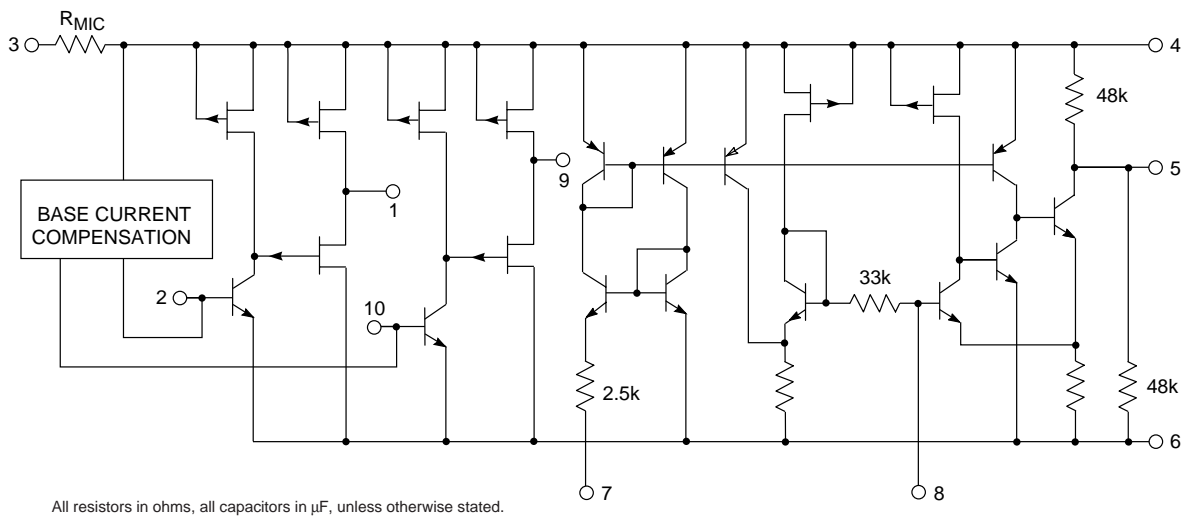 R_MIC
3
4
48k
5
9
1
BASE CURRENT
COMPENSATION
2
10
33k
2.5k
48k
6
7
8
All resistors in ohms, all capacitors in μF, unless otherwise stated.